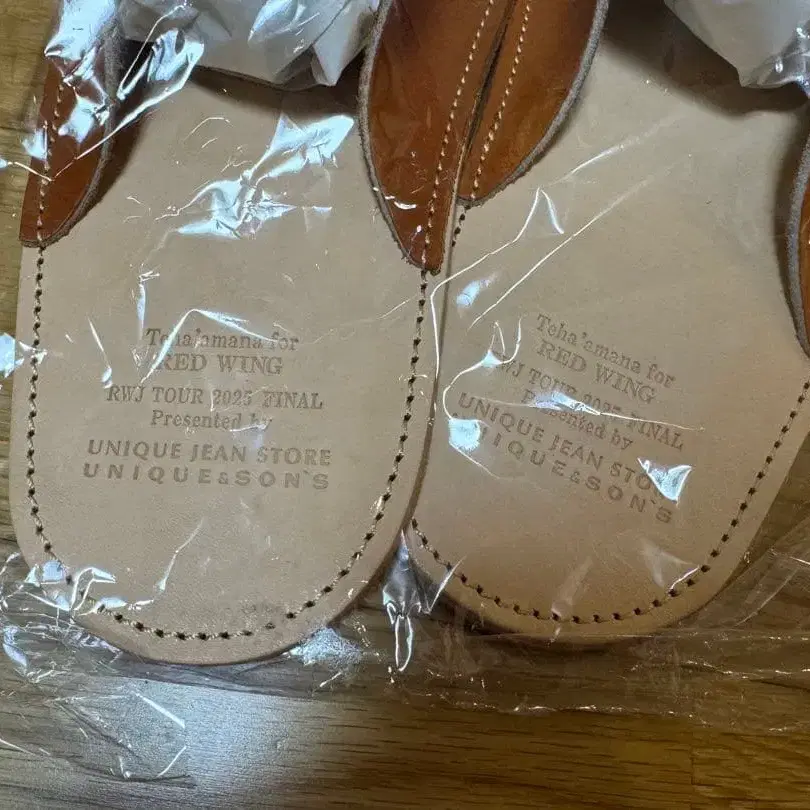 Teha'amana for
RED WING
RWJ TOUR 2025 FINAL
Presented by
UNIQUE JEAN STORE
UNIQUE&SON`S
Teha'amana for
RED WING
RWJ TOUR 2025 FINAL
Presented by
UNIQUE JEAN STORE
UNIQUE&SON`S